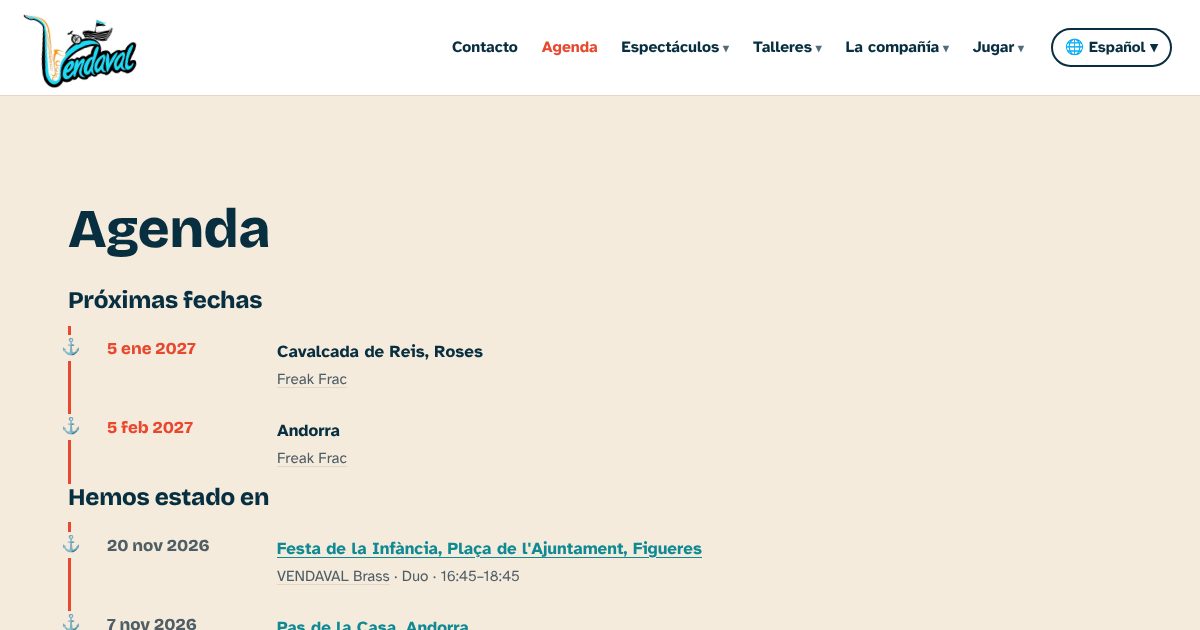 Vendaval
Contacto
Agenda
Espectáculos ▾
Talleres ▾
La compañía ▾
Jugar ▾
🌐 Español ▾
Agenda
Próximas fechas
5 ene 2027
Cavalcada de Reis, Roses
Freak Frac
5 feb 2027
Andorra
Freak Frac
Hemos estado en
20 nov 2026
Festa de la Infància, Plaça de l'Ajuntament, Figueres
VENDAVAL Brass · Duo · 16:45–18:45
7 nov 2026
Pas de la Casa, Andorra